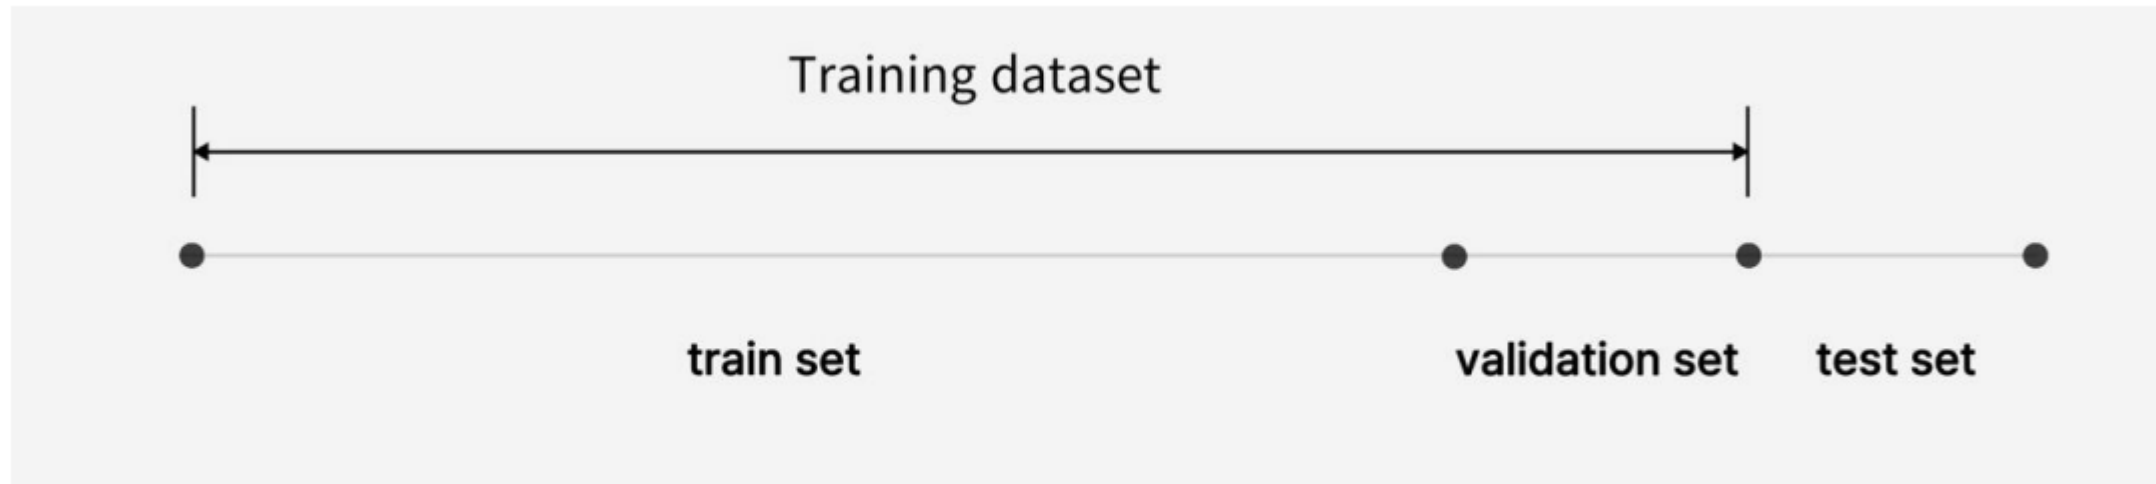 Training dataset
train set
validation set
test set